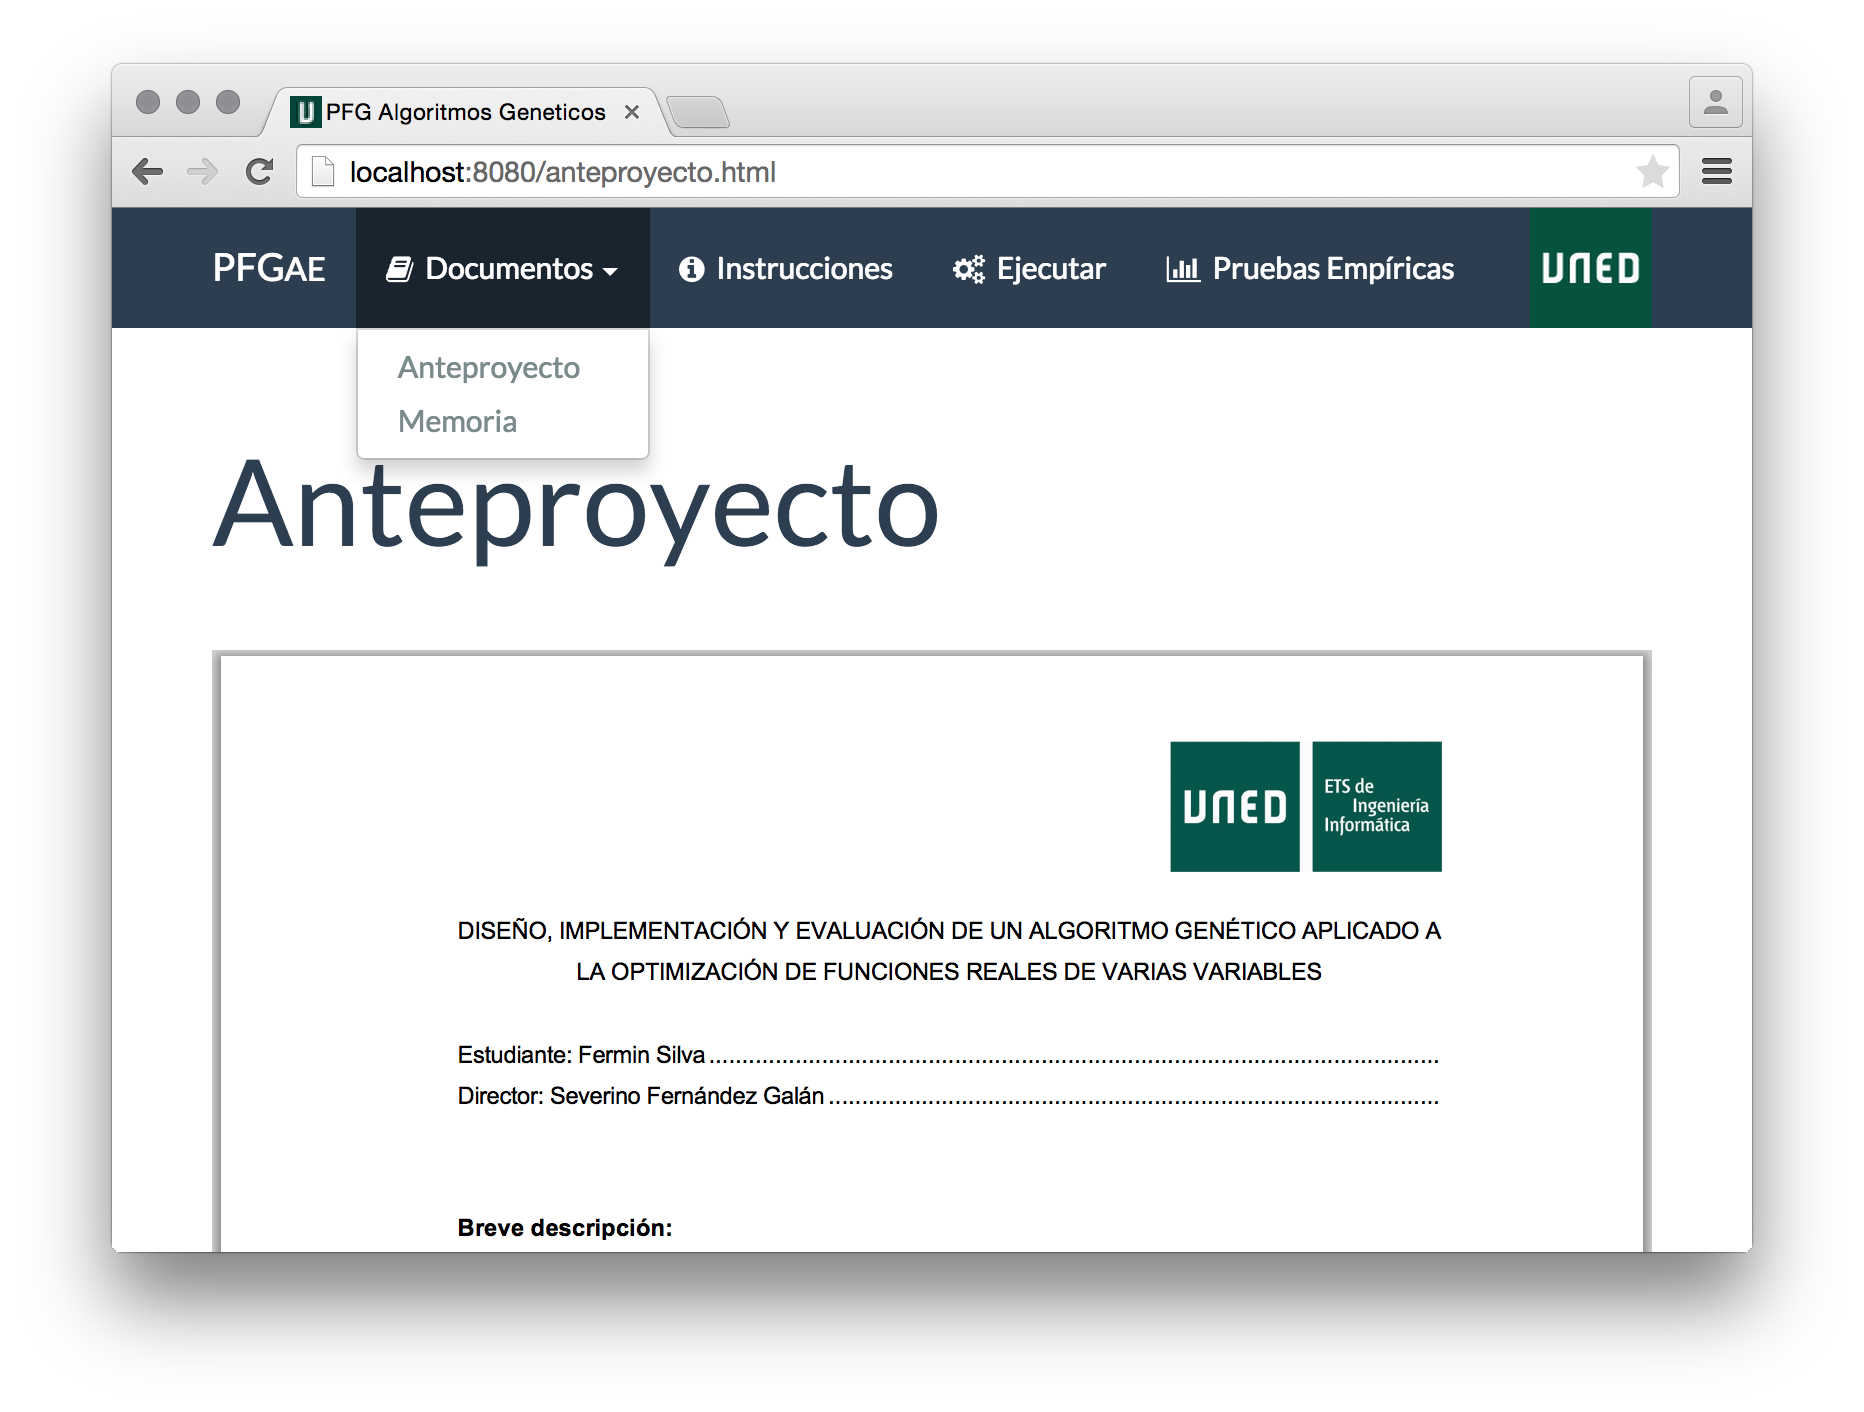 PFG Algoritmos Geneticos
localhost:8080/anteproyecto.html
PFGAE Documentos Instrucciones Ejecutar Pruebas Empíricas UNED
Anteproyecto
Memoria
Anteproyecto
UNED
ETS de
Ingeniería
Informática
DISEÑO, IMPLEMENTACIÓN Y EVALUACIÓN DE UN ALGORITMO GENÉTICO APLICADO A
LA OPTIMIZACIÓN DE FUNCIONES REALES DE VARIAS VARIABLES
Estudiante: Fermin Silva
Director: Severino Fernández Galán
Breve descripción: